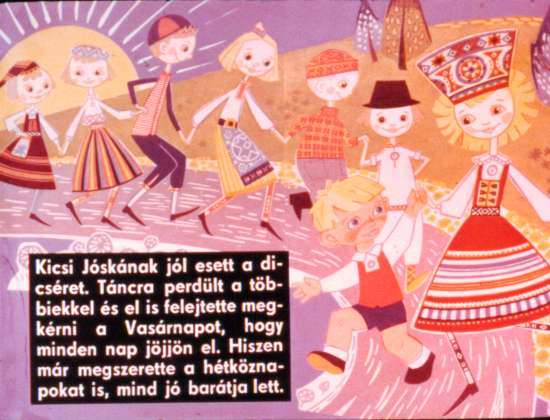 Kicsi Jóskának jól esett a di-
cséret. Táncra perdült a töb-
biekkel és el is felejtette meg-
kérni a Vasárnapot, hogy
minden nap jöjjön el. Hiszen
már megszerette a hétközna-
pokat is, mind jó barátja lett.